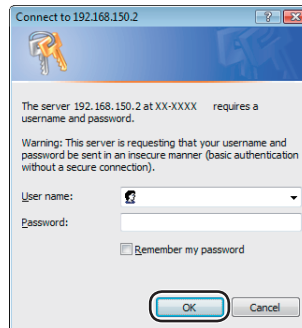 Connect to 192.168.150.2
The server 192.168.150.2 at XX-XXXX requires a
username and password.
Warning: This server is requesting that your username and
password be sent in an insecure manner (basic authentication
without a secure connection).
User name:
Password:
Remember my password
OK
Cancel